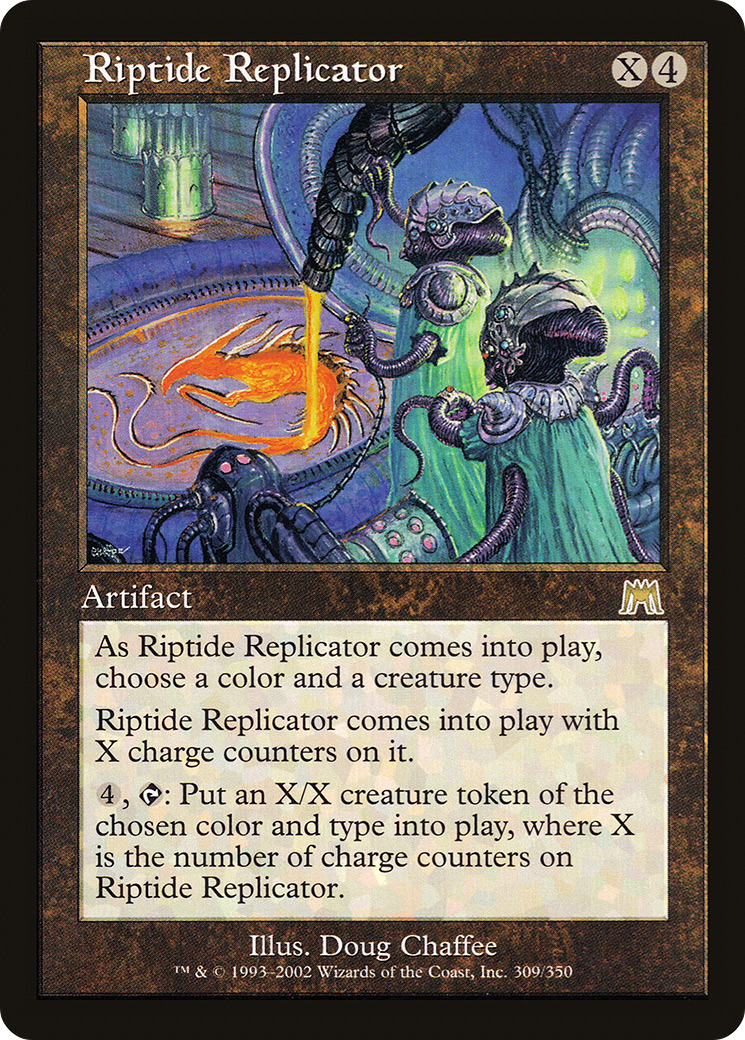 Riptide Replicator X4
Artifact
As Riptide Replicator comes into play,
choose a color and a creature type.
Riptide Replicator comes into play with
X charge counters on it.
4, : Put an X/X creature token of the
chosen color and type into play, where X
is the number of charge counters on
Riptide Replicator.
Illus. Doug Chaffee
™ & © 1993–2002 Wizards of the Coast, Inc. 309/350